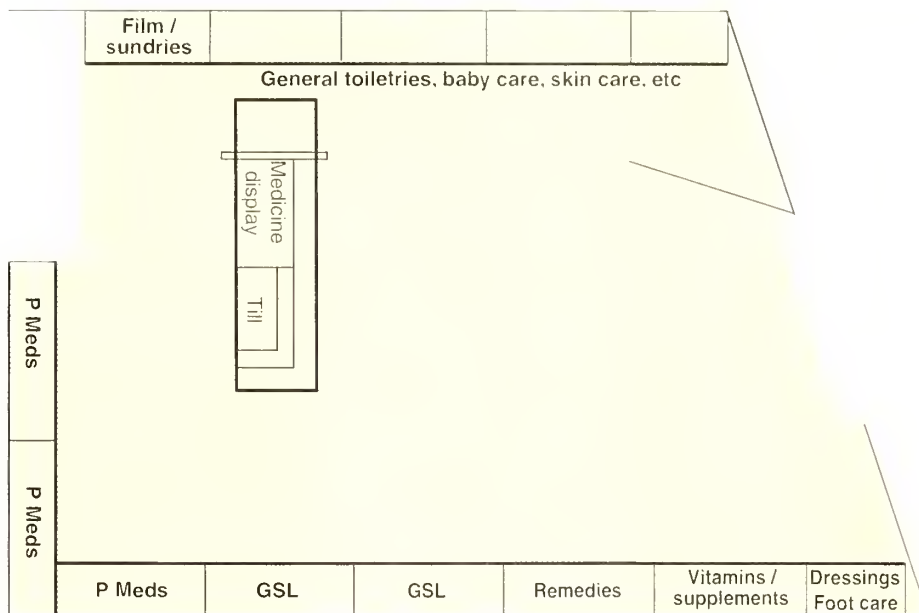 Film /
sundries
General toiletries, baby care, skin care, etc
Medicine
display
Till
P Meds
P Meds
P Meds
GSL
GSL
Remedies
Vitamins /
supplements
Dressings
Foot care